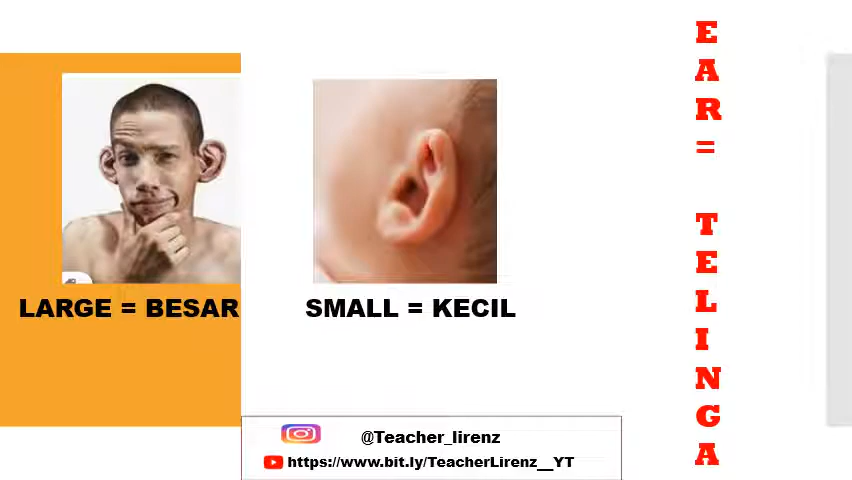 LARGE = BESAR
SMALL = KECIL
EAR= TELINGA
@Teacher_lirenz
https://www.bit.ly/TeacherLirenz__YT